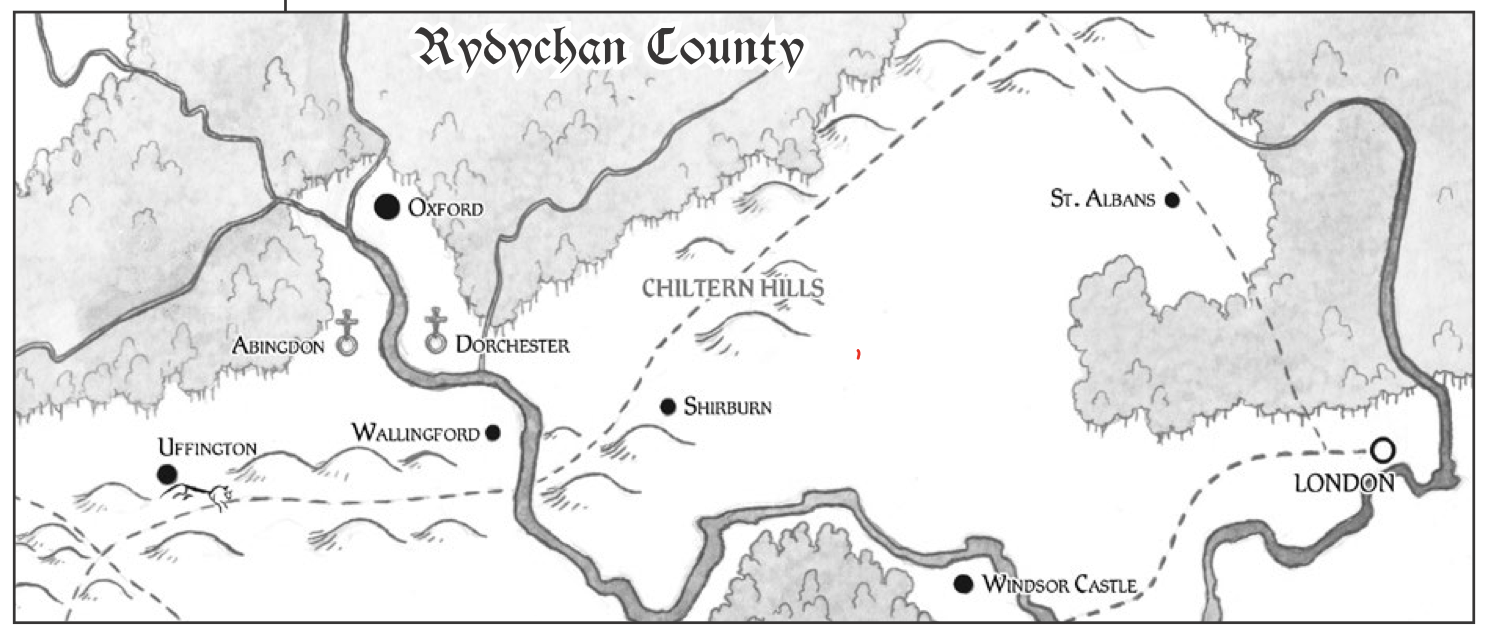 Rydychan County
Oxford
St. Albans
CHILTERN HILLS
Abingdon
Dorchester
Shirburn
Wallingford
Uffington
LONDON
Windsor Castle